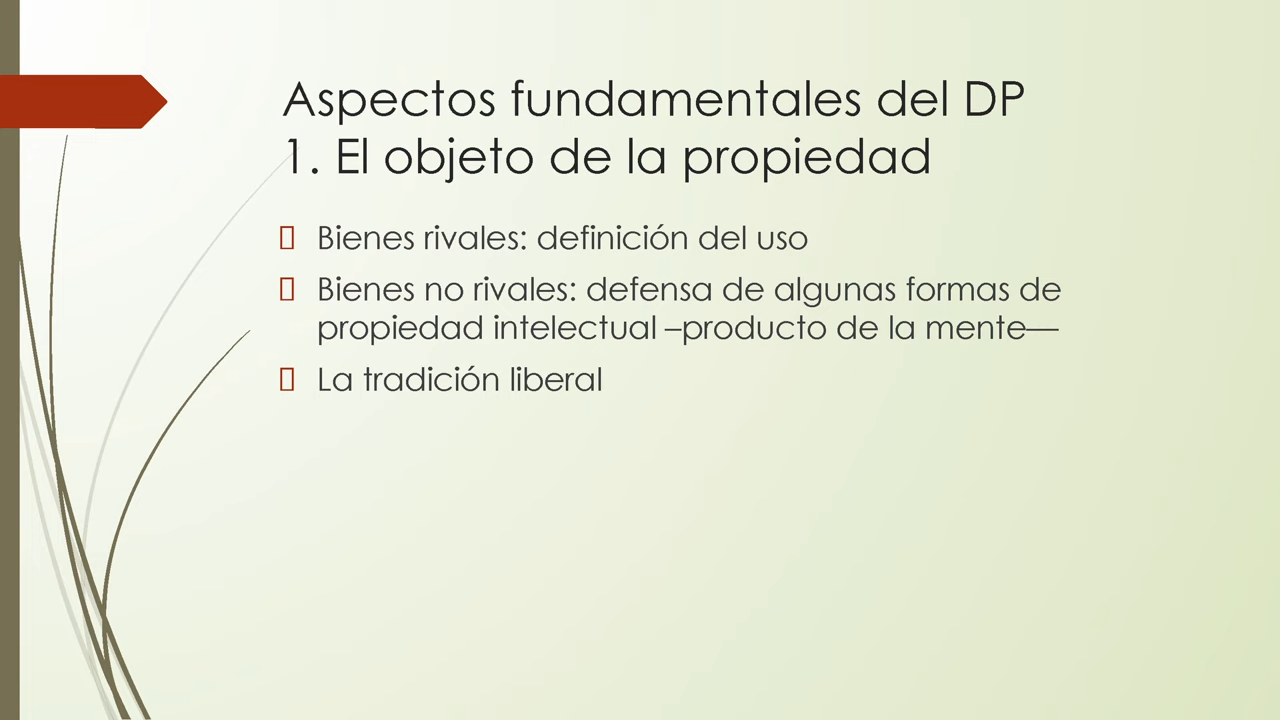 Aspectos fundamentales del DP
1. El objeto de la propiedad
Bienes rivales: definición del uso
Bienes no rivales: defensa de algunas formas de
propiedad intelectual –producto de la mente—
La tradición liberal